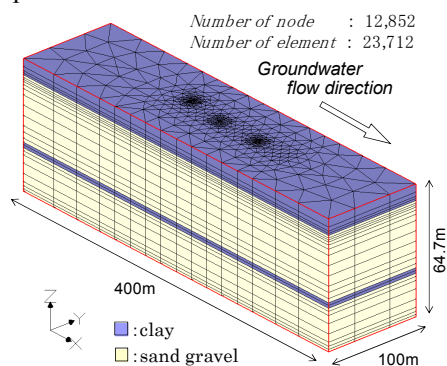 Number of node : 12,852
Number of element : 23,712
Groundwater
flow direction
64.7m
400m
100m
Z
Y
X
:clay
:sand gravel